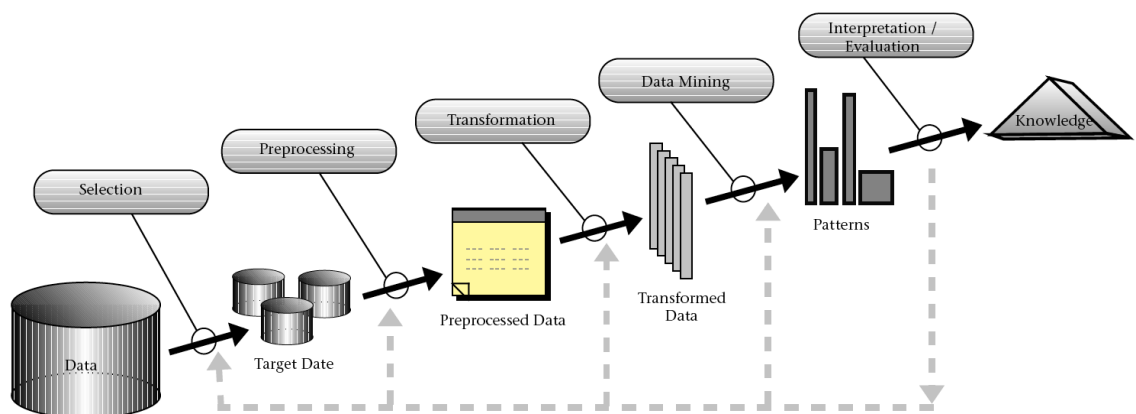 Interpretation /
Evaluation
Data Mining
Transformation
Preprocessing
Selection
Knowledge
Patterns
Transformed
Data
Preprocessed Data
Target Date
Data